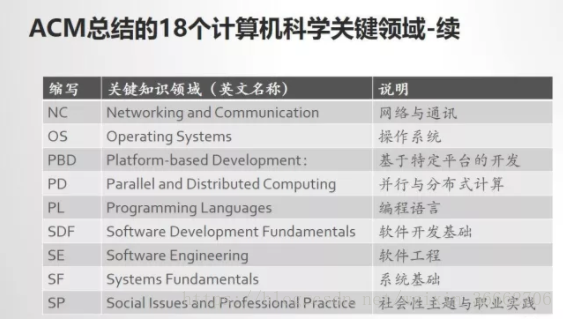 ACM总结的18个计算机科学关键领域-续
缩写 关键知识领域（英文名称） 说明
NC Networking and Communication 网络与通讯
OS Operating Systems 操作系统
PBD Platform-based Development： 基于特定平台的开发
PD Parallel and Distributed Computing 并行与分布式计算
PL Programming Languages 编程语言
SDF Software Development Fundamentals 软件开发基础
SE Software Engineering 软件工程
SF Systems Fundamentals 系统基础
SP Social Issues and Professional Practice 社会性主题与职业实践